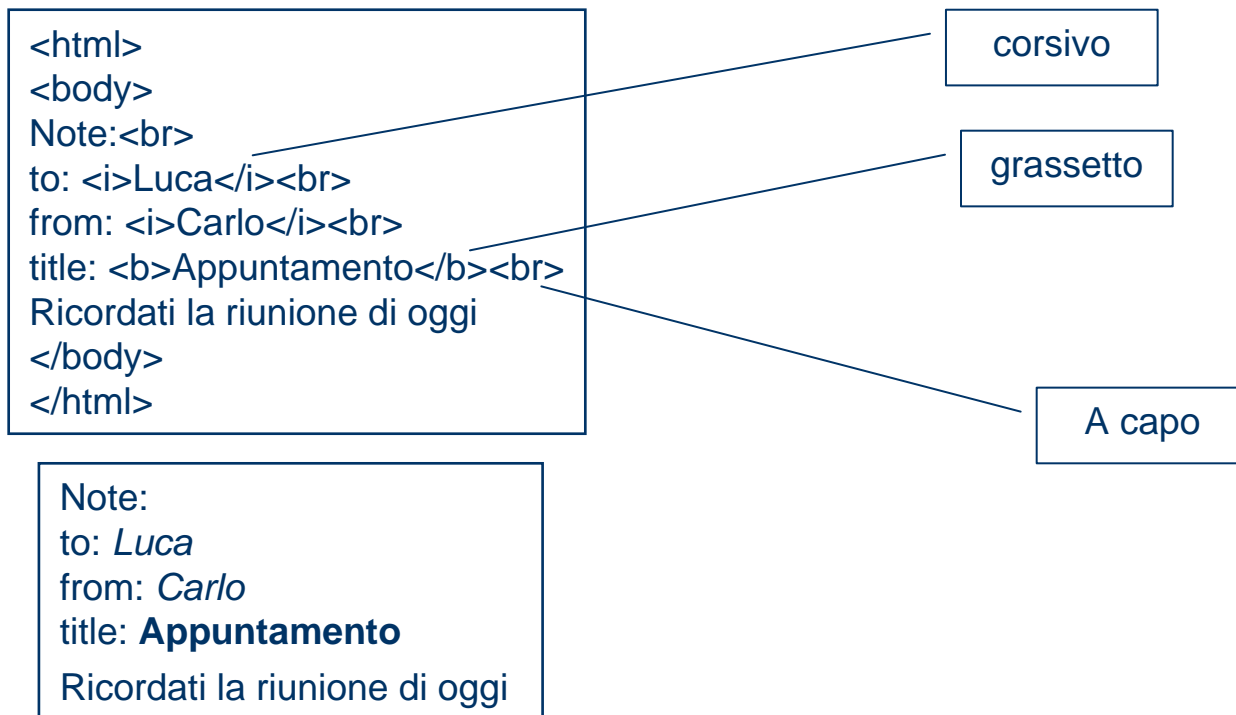 <html>
<body>
Note:<br>
to: <i>Luca</i><br>
from: <i>Carlo</i><br>
title: <b>Appuntamento</b><br>
Ricordati la riunione di oggi
</body>
</html>
corsivo
grassetto
A capo
Note:
to: Luca
from: Carlo
title: Appuntamento
Ricordati la riunione di oggi